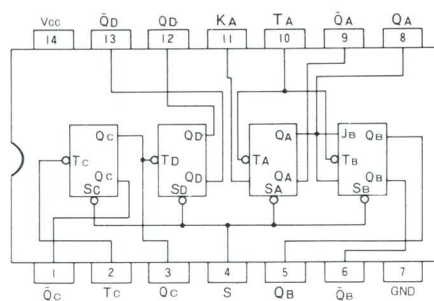 Vcc Q̄D QD KA TA Q̄A QA
14 13 12 11 10 9 8
QC QD QA JB QB
TC TD TA TB
QC QD QA QB
SC SD SA SB
1 2 3 4 5 6 7
Q̄C TC QC S QB Q̄B GND